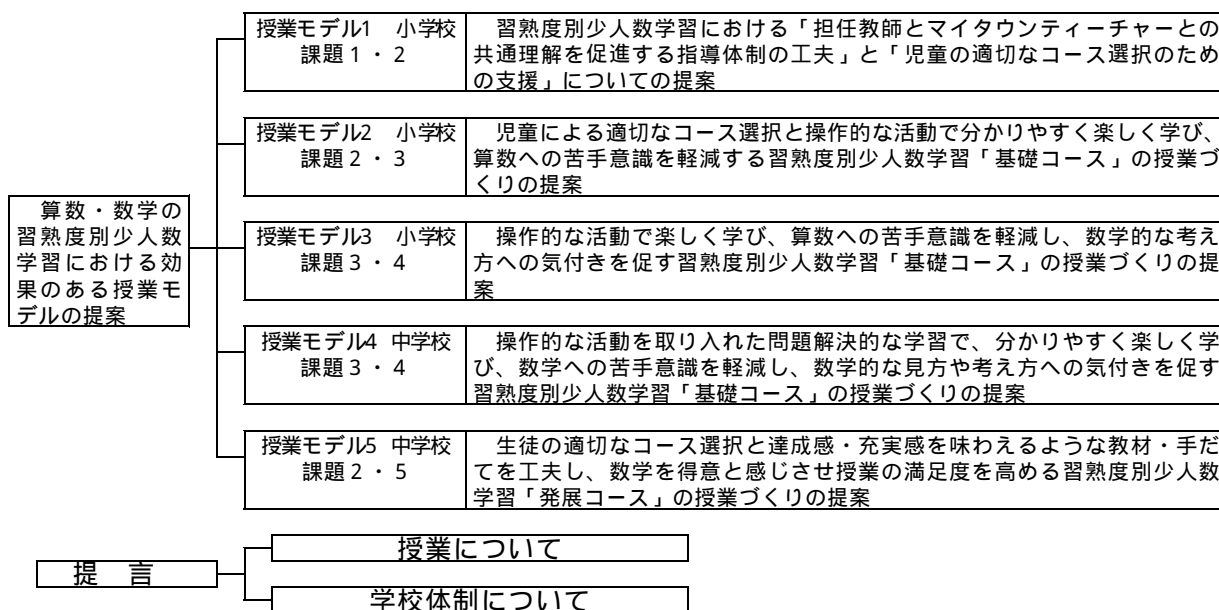 授業モデル1 小学校
課題1・2
習熟度別少人数学習における「担任教師とマイタウンティーチャーとの
共通理解を促進する指導体制の工夫」と「児童の適切なコース選択のため
の支援」についての提案
授業モデル2 小学校
課題2・3
児童による適切なコース選択と操作的な活動で分かりやすく楽しく学び、
算数への苦手意識を軽減する習熟度別少人数学習「基礎コース」の授業づ
くりの提案
算数・数学の
習熟度別少人数
学習における効
果のある授業モ
デルの提案
授業モデル3 小学校
課題3・4
操作的な活動で楽しく学び、算数への苦手意識を軽減し、数学的な考え
方への気付きを促す習熟度別少人数学習「基礎コース」の授業づくりの提
案
授業モデル4 中学校
課題3・4
操作的な活動を取り入れた問題解決的な学習で、分かりやすく楽しく学
び、数学への苦手意識を軽減し、数学的な見方や考え方への気付きを促す
習熟度別少人数学習「基礎コース」の授業づくりの提案
授業モデル5 中学校
課題2・5
生徒の適切なコース選択と達成感・充実感を味わえるような教材・手だ
てを工夫し、数学を得意と感じさせ授業の満足度を高める習熟度別少人数
学習「発展コース」の授業づくりの提案
提 言
授業について
学校体制について